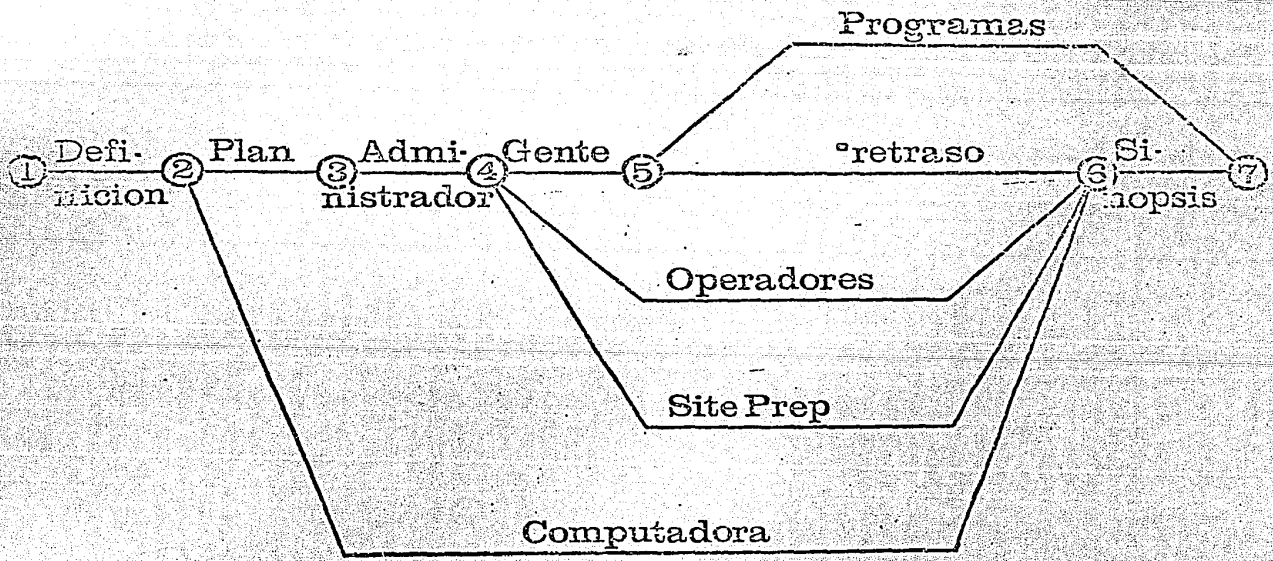 Programas
① Defi- ② Plan ③ Admi- ④ Gente ⑤ °retraso ⑥ Si- ⑦
nicion nistrador nopsis
Operadores
Site Prep
Computadora